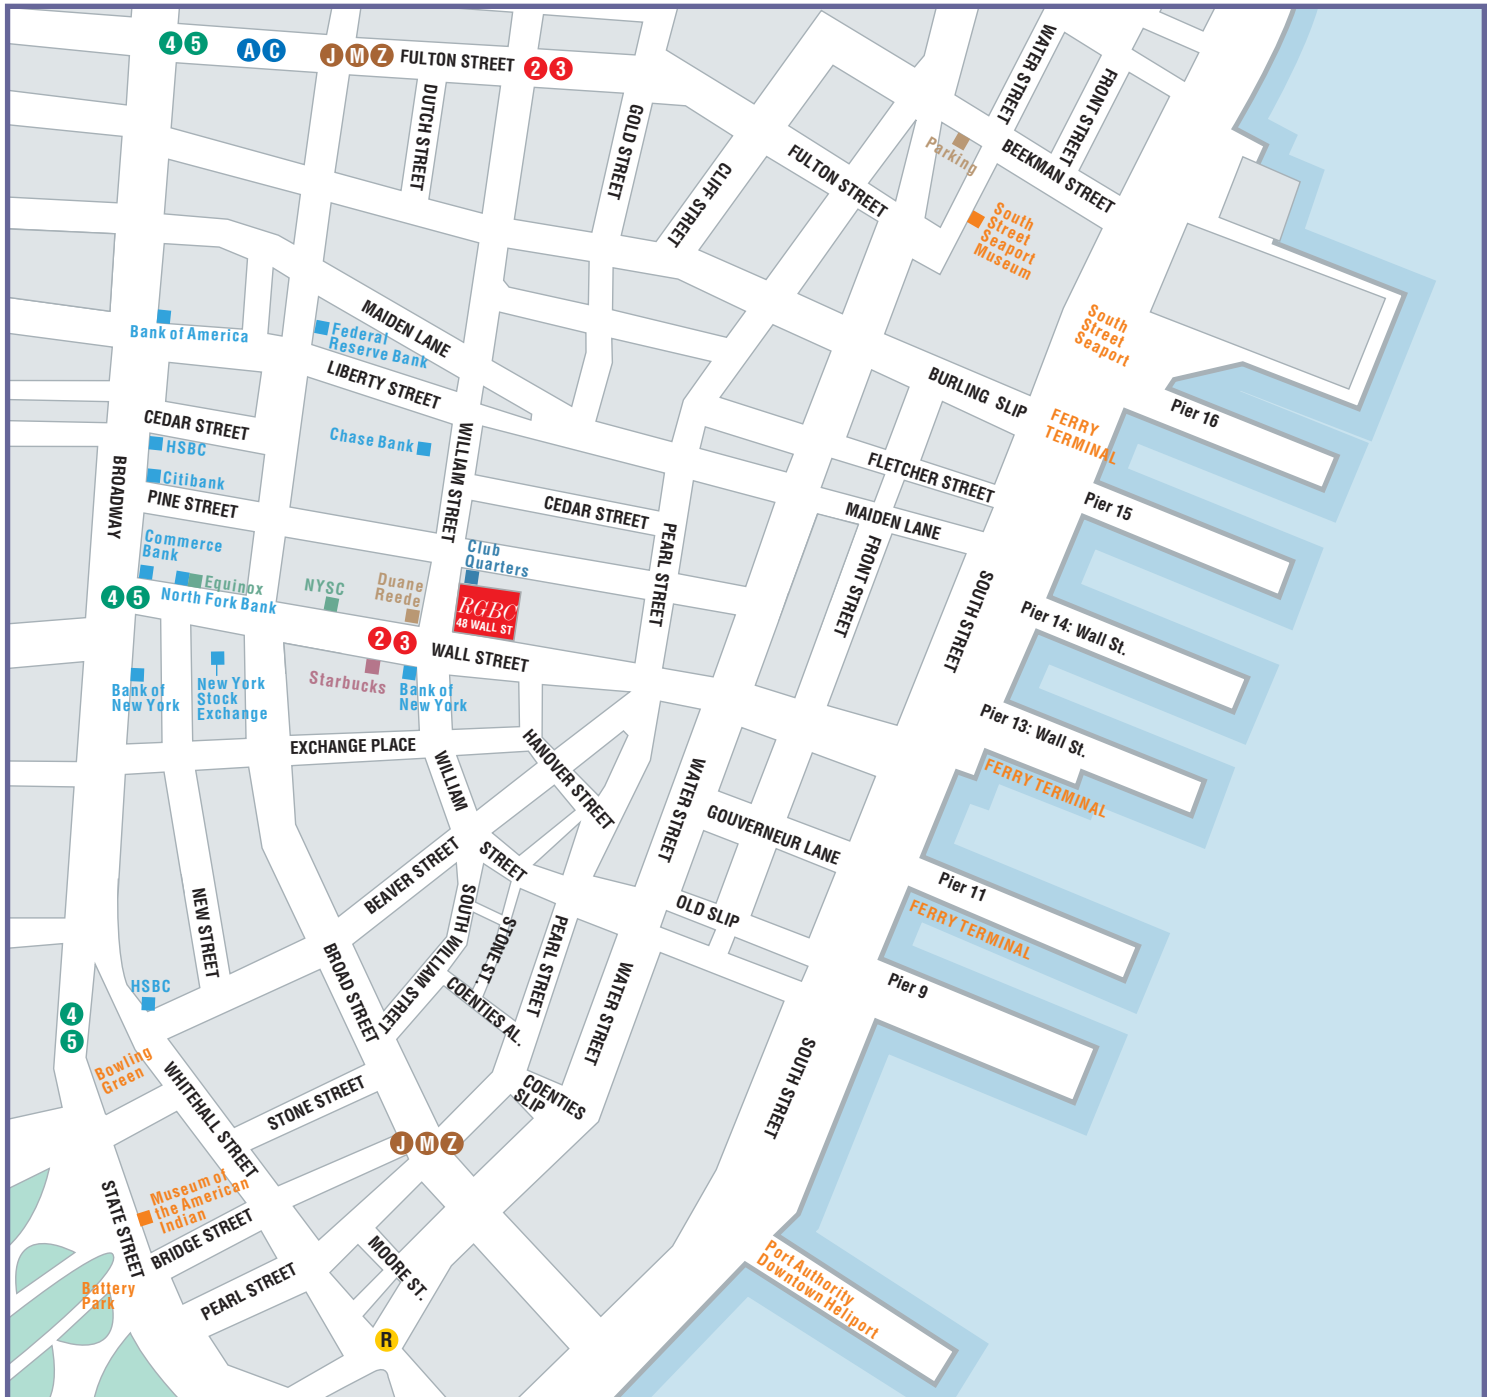 4 5
A C
J M Z
FULTON STREET
2 3
WATER STREET
FRONT STREET
DUTCH STREET
GOLD STREET
CLIFF STREET
FULTON STREET
Parking
BEEKMAN STREET
South
Street
Seaport
Museum
Bank of America
Federal
Reserve Bank
MAIDEN LANE
LIBERTY STREET
South
Street
Seaport
BURLING SLIP
FERRY
TERMINAL
Pier 16
CEDAR STREET
HSBC
Citibank
PINE STREET
BROADWAY
Chase Bank
WILLIAM STREET
CEDAR STREET
PEARL STREET
FLETCHER STREET
MAIDEN LANE
FRONT STREET
SOUTH STREET
Pier 15
Commerce
Bank
Equinox
North Fork Bank
4 5
NYSC
Duane
Reede
Club
Quarters
RGBC
48 WALL ST
2 3
WALL STREET
Pier 14: Wall St.
Bank of
New York
New York
Stock
Exchange
Starbucks
Bank of
New York
EXCHANGE PLACE
WILLIAM
STREET
HANOVER STREET
WATER STREET
GOUVERNEUR LANE
Pier 13: Wall St.
FERRY TERMINAL
BEAVER STREET
OLD SLIP
Pier 11
FERRY TERMINAL
NEW STREET
BROAD STREET
SOUTH WILLIAM STREET
STONE ST.
PEARL STREET
COENTIES AL.
WATER STREET
Pier 9
HSBC
4
5
Bowling
Green
WHITEHALL STREET
STONE STREET
COENTIES
SLIP
SOUTH STREET
J M Z
Museum of
the American
Indian
STATE STREET
BRIDGE STREET
PEARL STREET
MOORE ST.
Battery
Park
R
Port Authority
Downtown Heliport